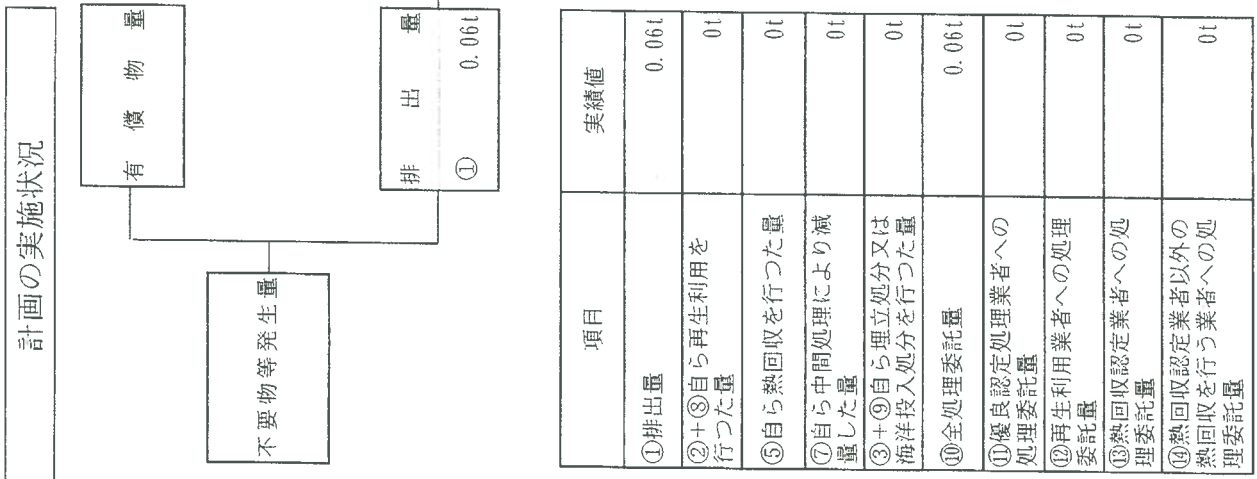 計画の実施状況
有償物量
不要物等発生量
排出量
① 0.06t
項目 実績値
①排出量 0.06t
②+⑧自ら再生利用を
行つた量 0t
⑤自ら熱回収を行つた量 0t
⑦自ら中間処理により減
量した量 0t
③+⑨自ら埋立処分又は
海洋投入処分を行つた量 0t
⑩全処理委託量 0.06t
⑪優良認定処理業者への
処理委託量 0t
⑫再生利用業者への処理
委託量 0t
⑬熱回収認定業者への処
理委託量 0t
⑭熱回収認定業者以外の
熱回収を行う業者への処
理委託量 0t